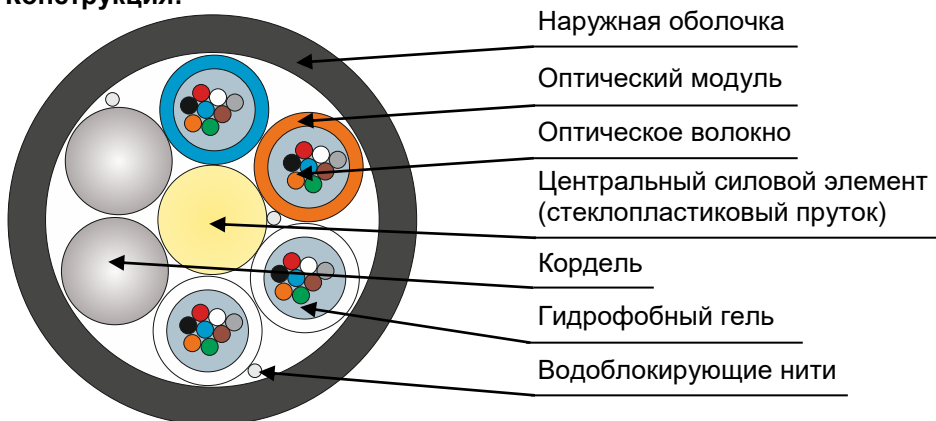 Конструкция:
Наружная оболочка
Оптический модуль
Оптическое волокно
Центральный силовой элемент
(стеклопластиковый пруток)
Кордель
Гидрофобный гель
Водоблокирующие нити